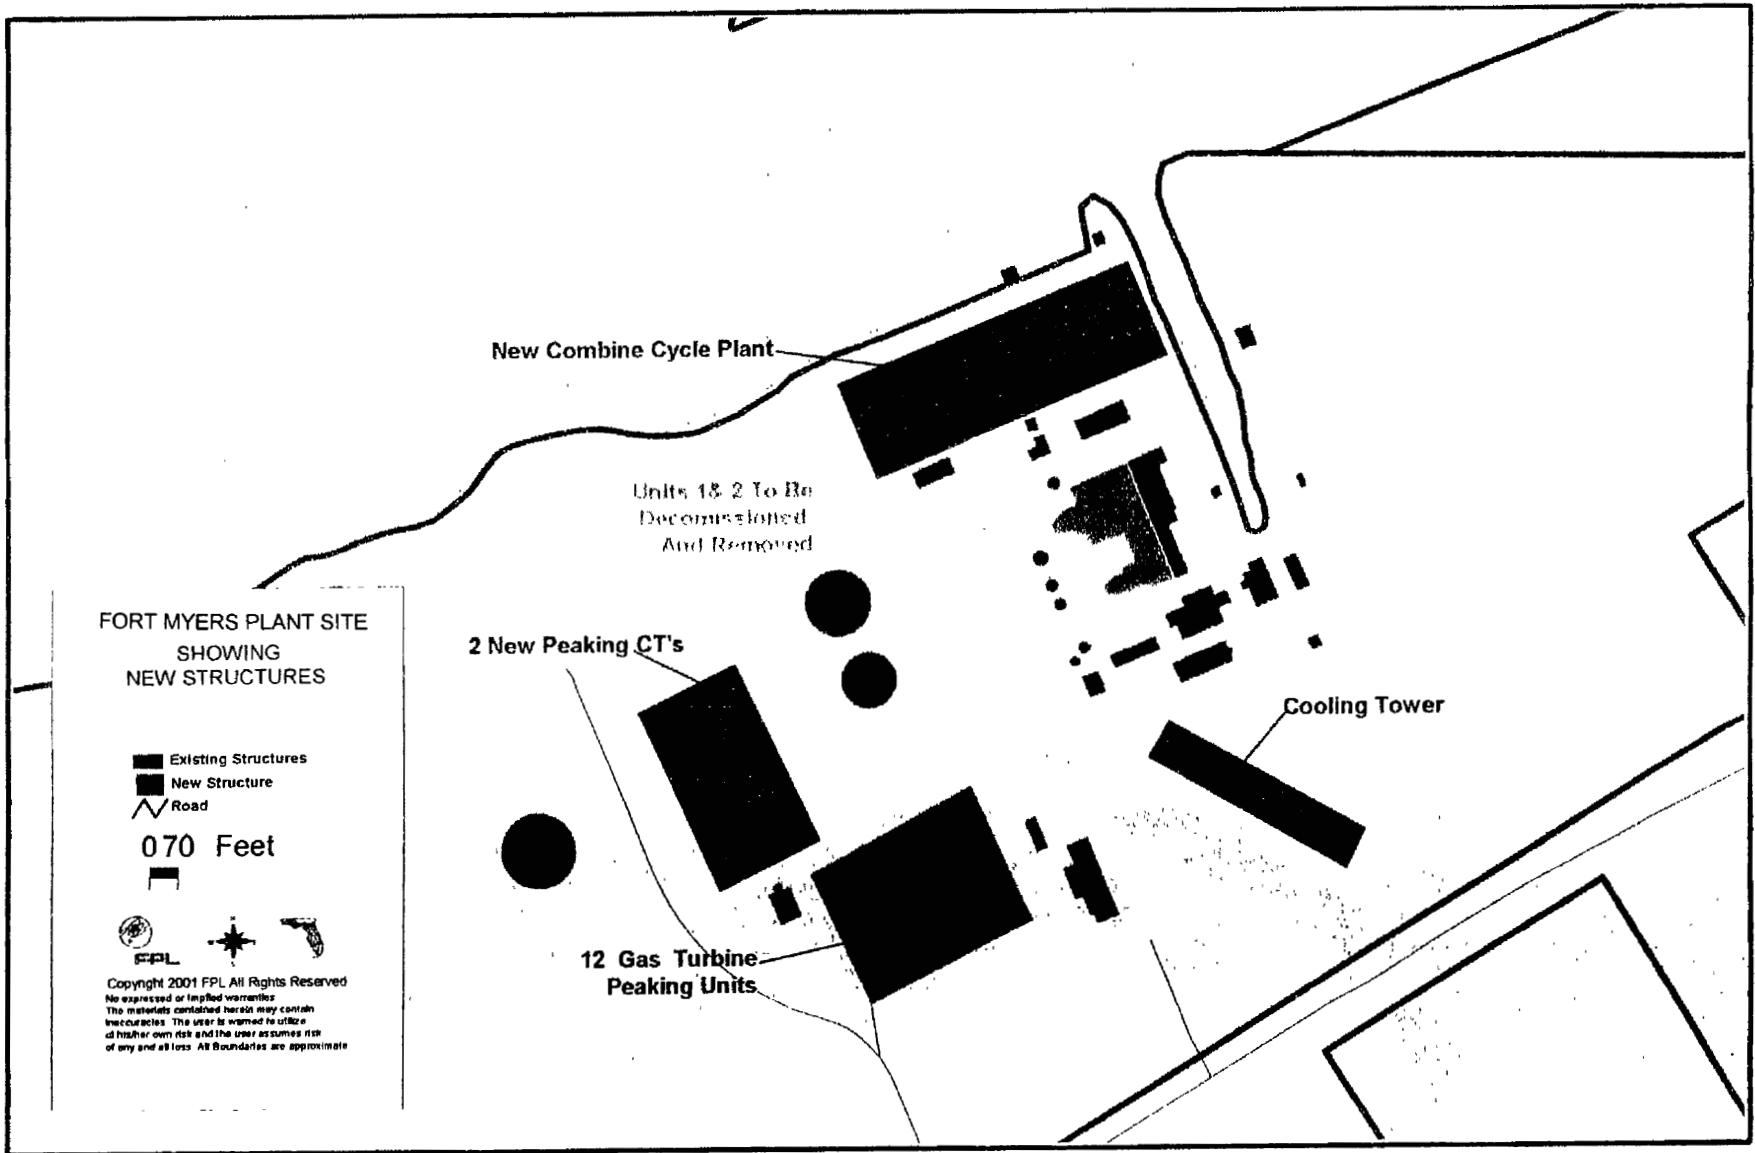 New Combine Cycle Plant
Units 1& 2 To Be
Decomissioned
And Removed
FORT MYERS PLANT SITE
SHOWING
NEW STRUCTURES
2 New Peaking CT's
Cooling Tower
Existing Structures
New Structure
Road
070 Feet
12 Gas Turbine
Peaking Units
FPL
Copyright 2001 FPL All Rights Reserved
No expressed or implied warranties
The materials contained herein may contain
inaccuracies. The user is warned to utilize
at his/her own risk and the user assumes risk
of any and all loss. All Boundaries are approximate